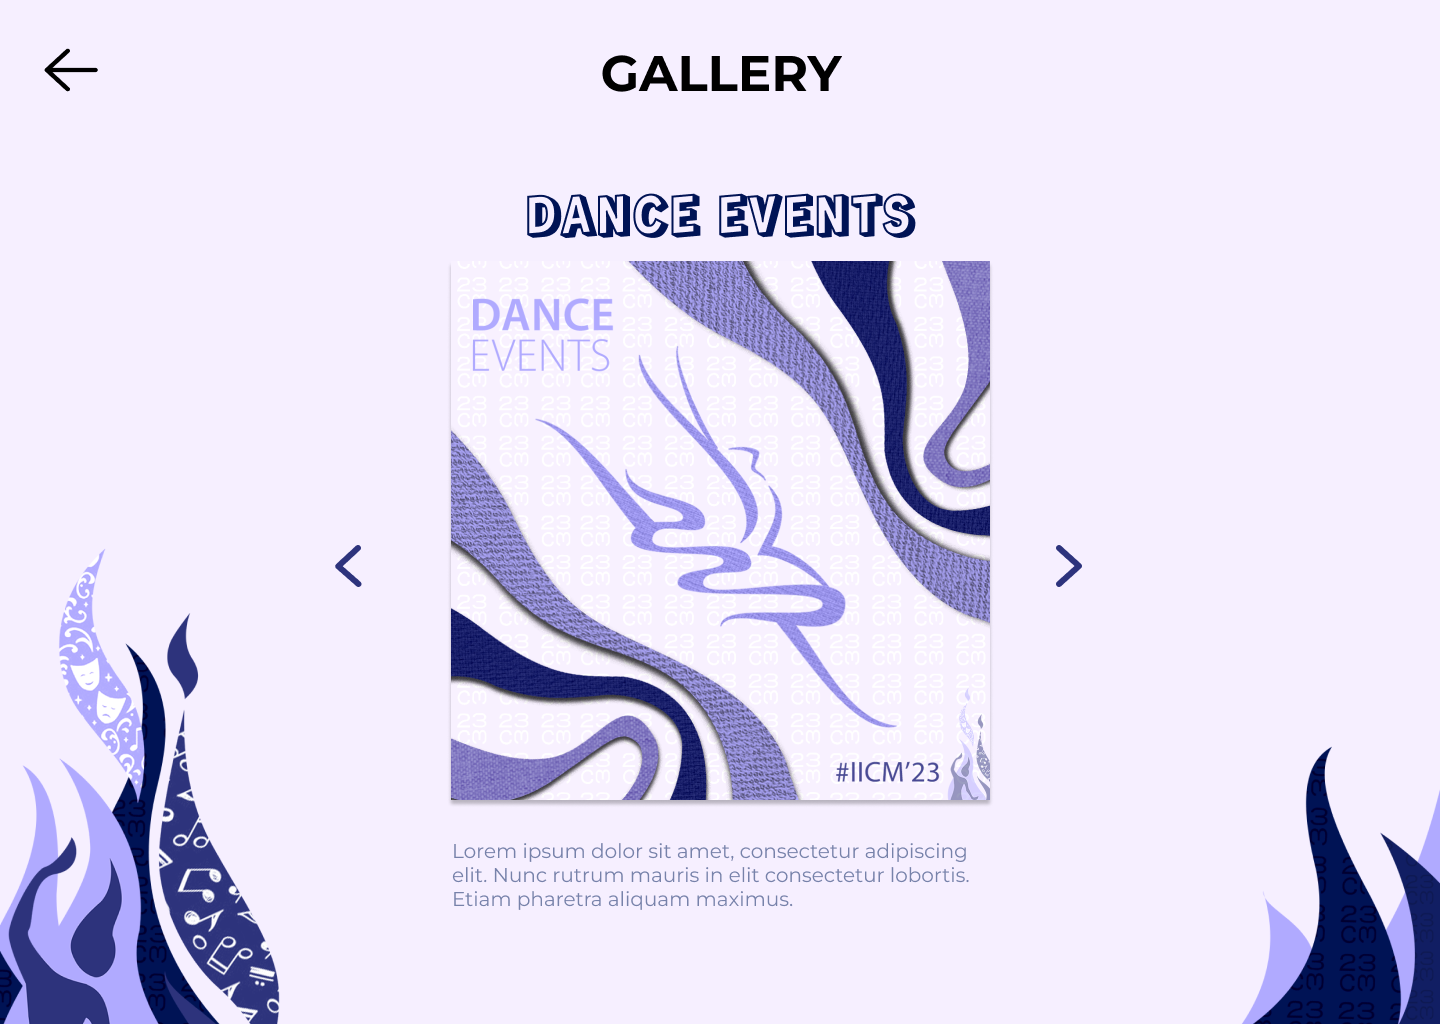 GALLERY
DANCE EVENTS
DANCE
EVENTS
#IICM’23
Lorem ipsum dolor sit amet, consectetur adipiscing
elit. Nunc rutrum mauris in elit consectetur lobortis.
Etiam pharetra aliquam maximus.